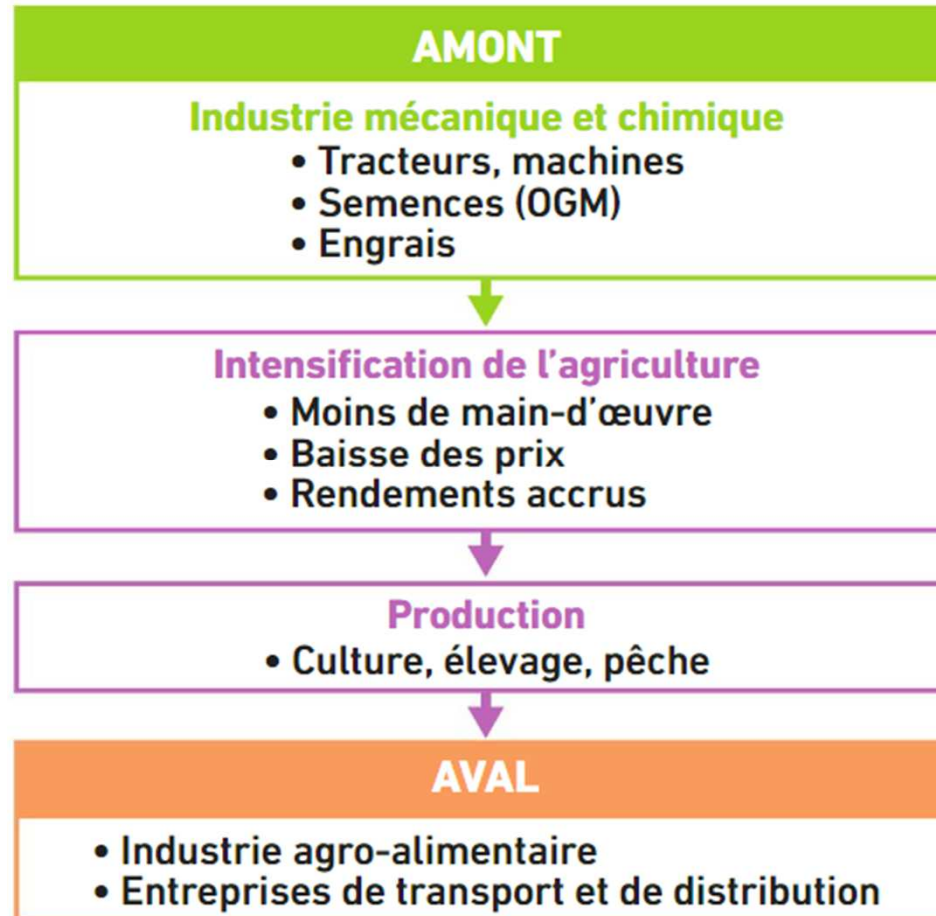 AMONT
Industrie mécanique et chimique
• Tracteurs, machines
• Semences (OGM)
• Engrais
Intensification de l'agriculture
• Moins de main-d'œuvre
• Baisse des prix
• Rendements accrus
Production
• Culture, élevage, pêche
AVAL
• Industrie agro-alimentaire
• Entreprises de transport et de distribution